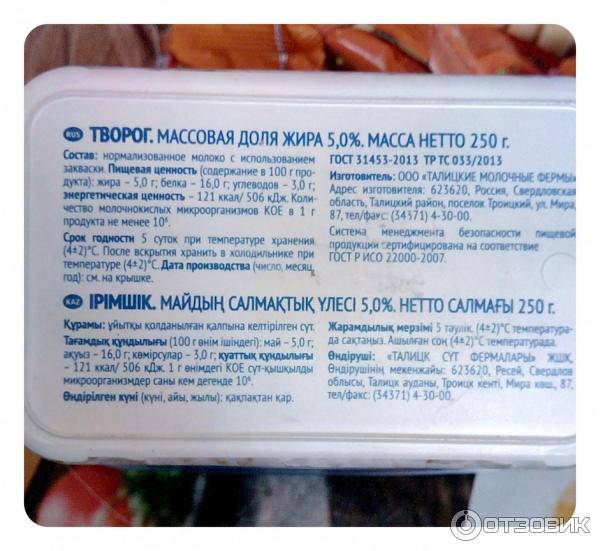 RUS ТВОРОГ. МАССОВАЯ ДОЛЯ ЖИРА 5,0%. МАССА НЕТТО 250 г.
Состав: нормализованное молоко с использованием
закваски. Пищевая ценность (содержание в 100 г про-
дукта): жира – 5,0 г; белка – 16,0 г; углеводов – 3,0 г;
энергетическая ценность – 121 ккал/ 506 кДж. Коли-
чество молочнокислых микроорганизмов КОЕ в 1 г
продукта не менее 10⁶.
Срок годности 5 суток при температуре хранения
(4±2)°С. После вскрытия хранить в холодильнике при
температуре (4±2)°С. Дата производства (число, месяц,
год): см. на крышке.
ГОСТ 31453-2013 ТР ТС 033/2013
Изготовитель: ООО «ТАЛИЦКИЕ МОЛОЧНЫЕ ФЕРМЫ»
Адрес изготовителя: 623620, Россия, Свердловская
область, Талицкий район, поселок Троицкий, ул. Мира,
87, тел/факс: (34371) 4-30-00.
Система менеджмента безопасности пищевой
продукции сертифицирована на соответствие
ГОСТ Р ИСО 22000-2007.
KAZ ІРІМШІК. МАЙДЫҢ САЛМАҚТЫҚ ҮЛЕСІ 5,0%. НЕТТО САЛМАҒЫ 250 г.
Құрамы: ұйытқы қолданылған қалпына келтірілген сүт.
Тағамдық құндылығы (100 г өнім ішіндегі): май – 5,0 г;
ақуыз – 16,0 г; көмірсулар – 3,0 г; қуаттық құндылығы
– 121 ккал/ 506 кДж. 1 г өнімдегі КОЕ сүт-қышқылды
микроорганизмдер саны кем дегенде 10⁶.
Өндірілген күні (күні, айы, жылы): қақпақтан қар.
Жарамдылық мерзімі 5 таулік. (4±2)°С температура-
да сақтаңыз. Ашылған соң (4±2)°С температурада.
Өндіруші: «ТАЛИЦК СҮТ ФЕРМАЛАРЫ» ЖШҚ.
Өндірушінің мекенжайы: 623620, Ресей, Свердлов
облысы, Талицк ауданы, Троицк кенті, Мира көш., 87,
тел/факс: (34371) 4-30-00.
ОТЗОВИК